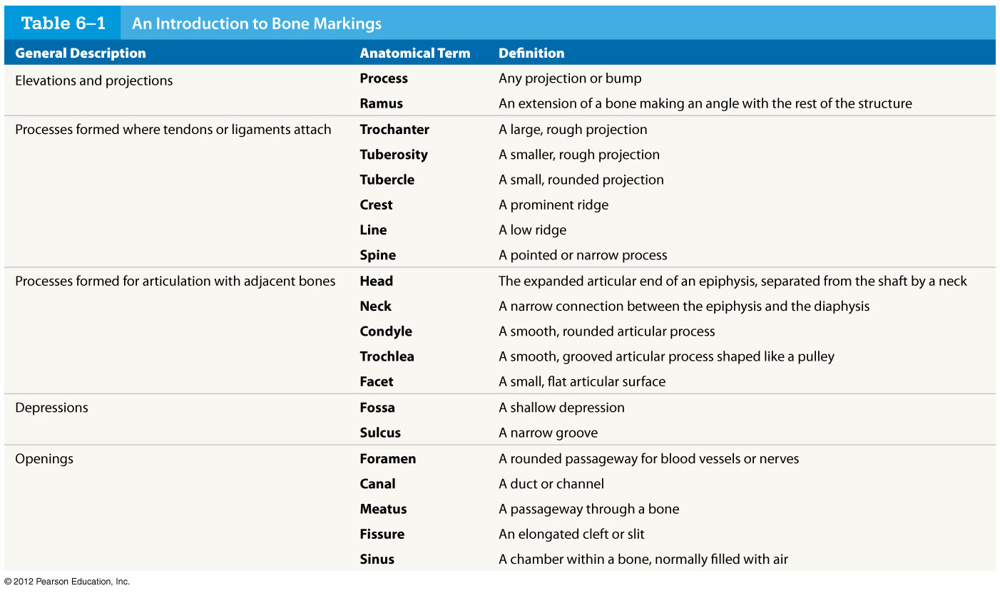 Table 6–1 An Introduction to Bone Markings
General Description Anatomical Term Definition
Elevations and projections Process Any projection or bump
Ramus An extension of a bone making an angle with the rest of the structure
Processes formed where tendons or ligaments attach Trochanter A large, rough projection
Tuberosity A smaller, rough projection
Tubercle A small, rounded projection
Crest A prominent ridge
Line A low ridge
Spine A pointed or narrow process
Processes formed for articulation with adjacent bones Head The expanded articular end of an epiphysis, separated from the shaft by a neck
Neck A narrow connection between the epiphysis and the diaphysis
Condyle A smooth, rounded articular process
Trochlea A smooth, grooved articular process shaped like a pulley
Facet A small, flat articular surface
Depressions Fossa A shallow depression
Sulcus A narrow groove
Openings Foramen A rounded passageway for blood vessels or nerves
Canal A duct or channel
Meatus A passageway through a bone
Fissure An elongated cleft or slit
Sinus A chamber within a bone, normally filled with air
© 2012 Pearson Education, Inc.